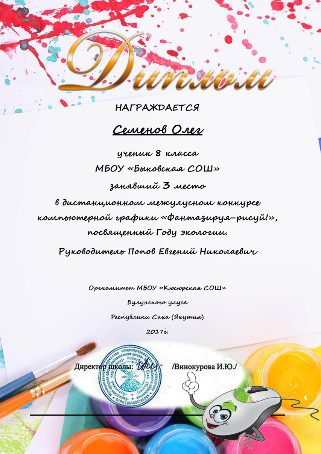 Диплом
НАГРАЖДАЕТСЯ
Семенов Олег
ученик 8 класса
МБОУ «Быковская СОШ»
занявший 3 место
в дистанционном межулусном конкурсе
компьютерной графики «Фантазируя-рисуй!»,
посвященный Году экологии.
Руководитель Попов Евгений Николаевич
Оргкомитет МБОУ «Кюсюрская СОШ»
Булунского улуса
Республики Саха (Якутия)
2017г.
Директор школы: /Винокурова И.Ю./